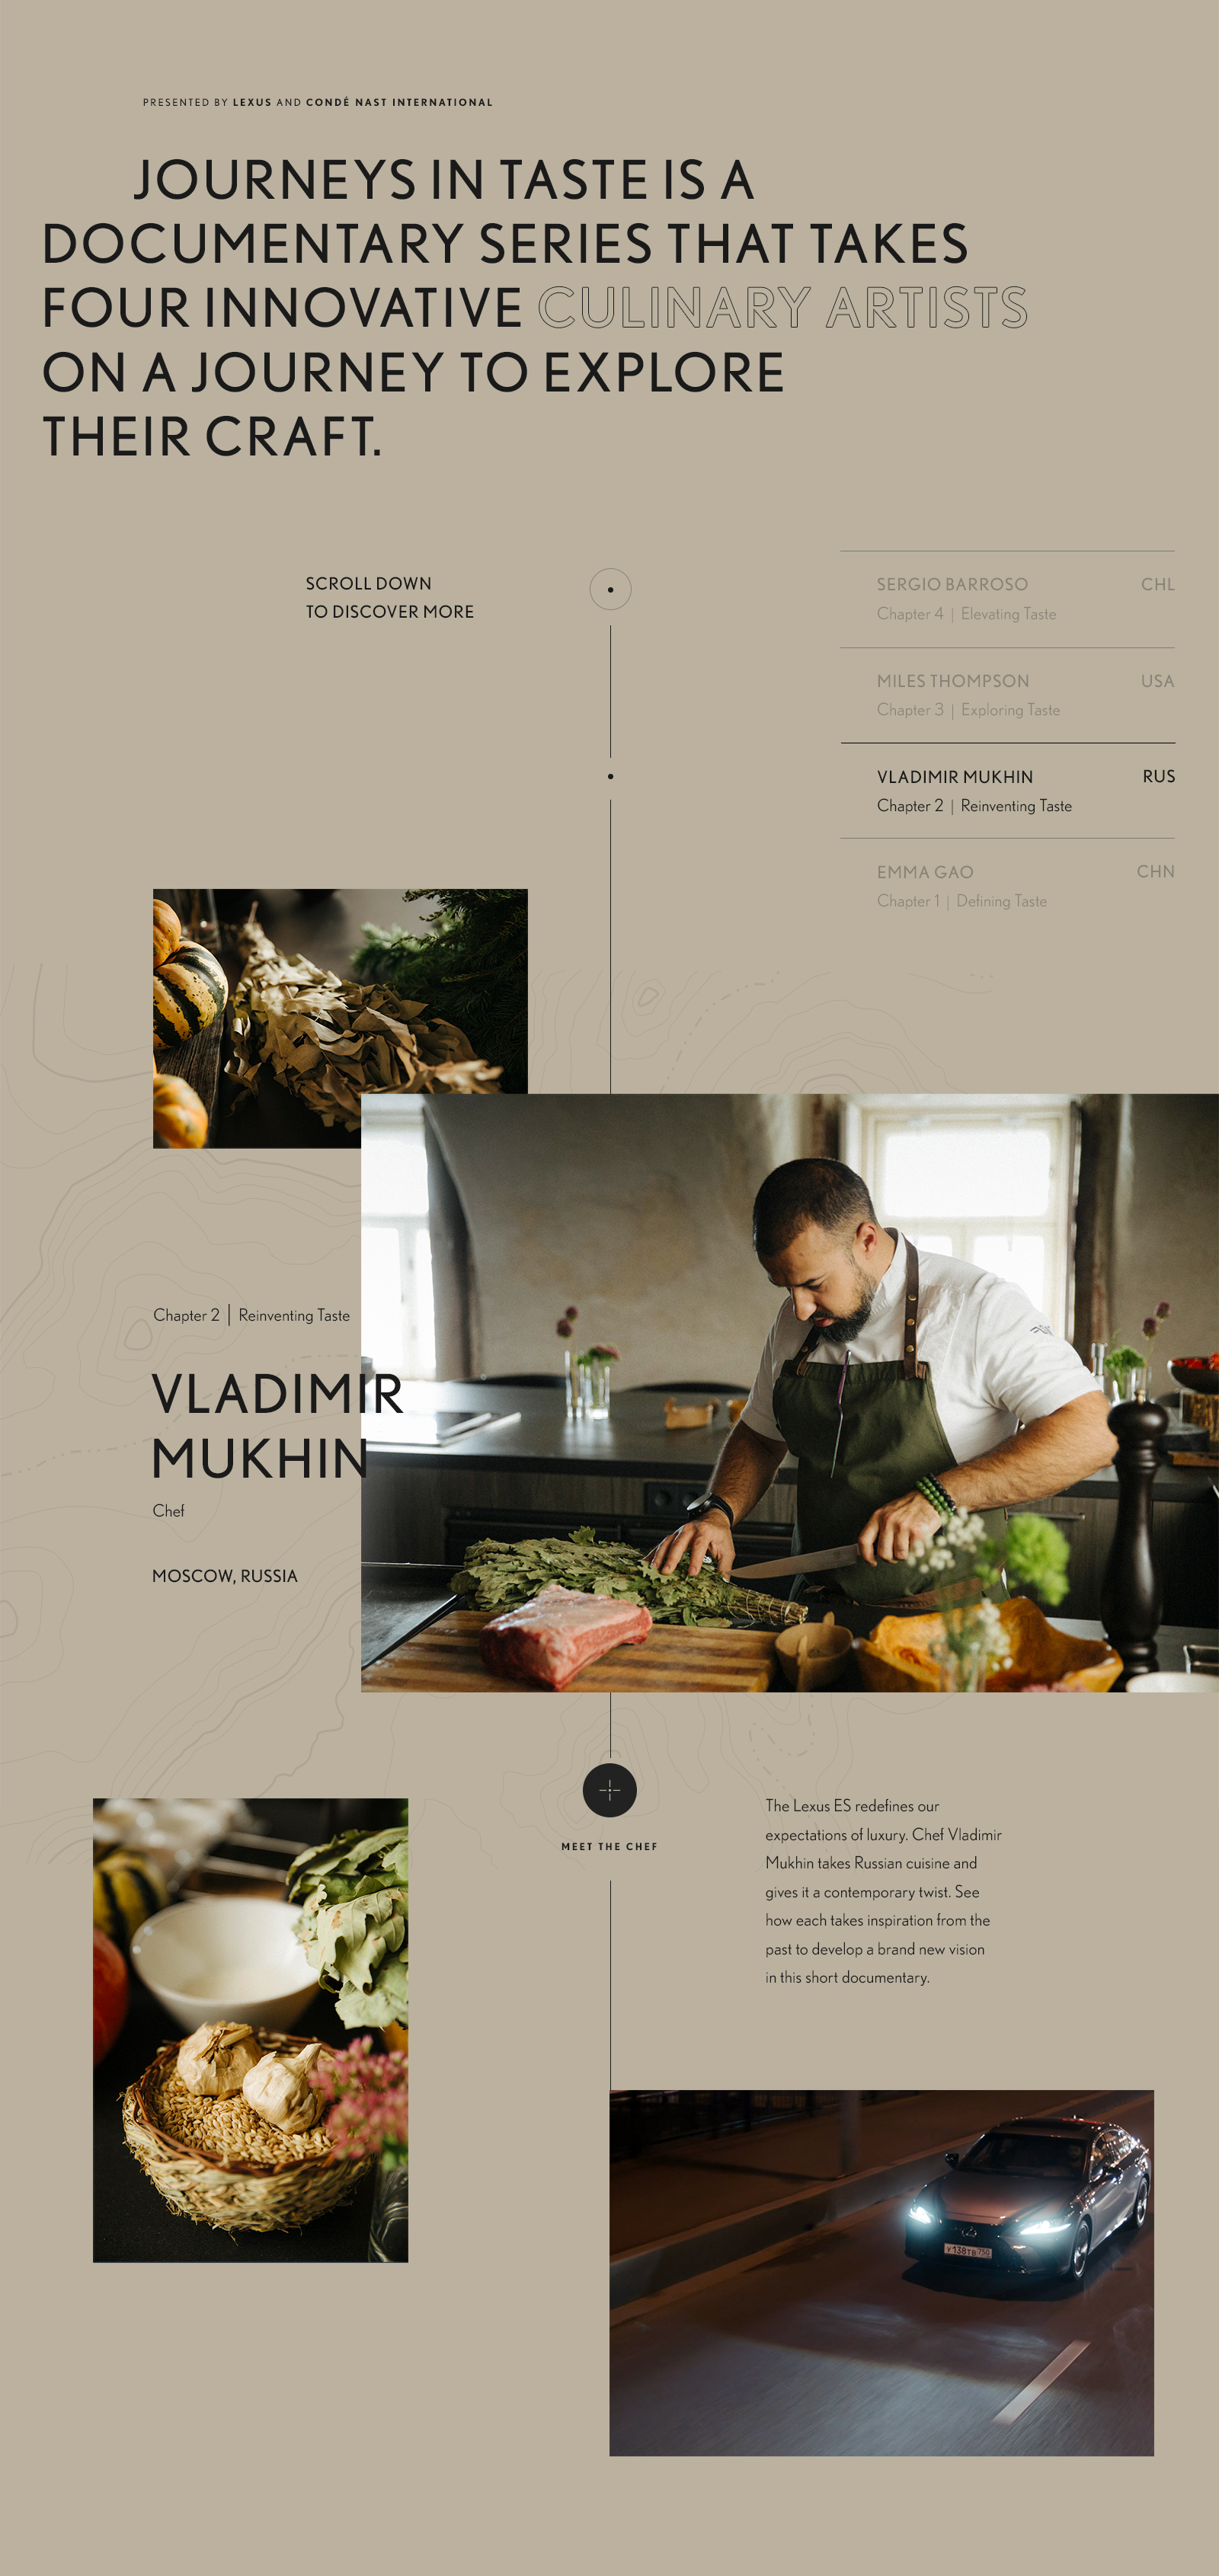 PRESENTED BY LEXUS AND CONDÉ NAST INTERNATIONAL
JOURNEYS IN TASTE IS A
DOCUMENTARY SERIES THAT TAKES
FOUR INNOVATIVE CULINARY ARTISTS
ON A JOURNEY TO EXPLORE
THEIR CRAFT.
SCROLL DOWN
TO DISCOVER MORE
SERGIO BARROSO CHL
Chapter 4 | Elevating Taste
MILES THOMPSON USA
Chapter 3 | Exploring Taste
VLADIMIR MUKHIN RUS
Chapter 2 | Reinventing Taste
EMMA GAO CHN
Chapter 1 | Defining Taste
Chapter 2 | Reinventing Taste
VLADIMIR
MUKHIN
Chef
MOSCOW, RUSSIA
MEET THE CHEF
The Lexus ES redefines our
expectations of luxury. Chef Vladimir
Mukhin takes Russian cuisine and
gives it a contemporary twist. See
how each takes inspiration from the
past to develop a brand new vision
in this short documentary.
У138ТВ 750